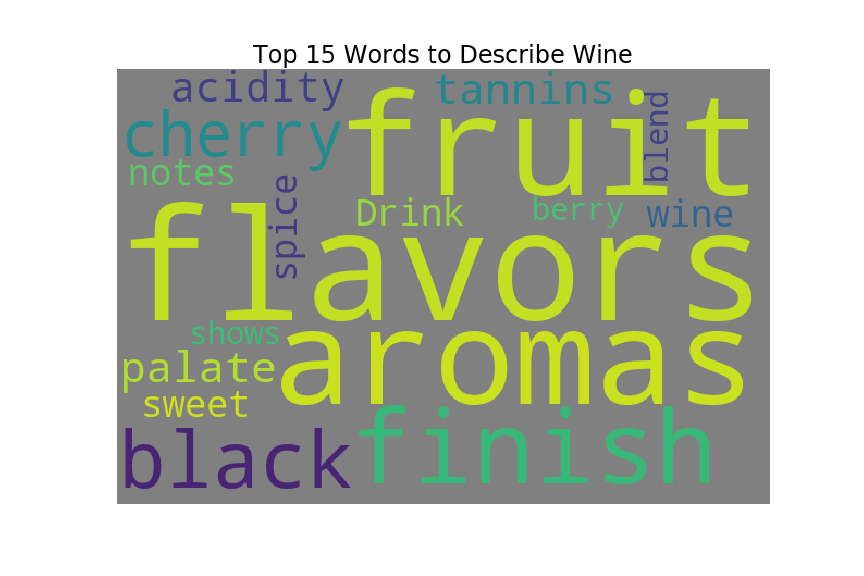 Top 15 Words to Describe Wine
acidity
tannins
fruit
blend
cherry
notes
spice
Drink
berry
wine
flavors
shows
aromas
palate
sweet
black
finish